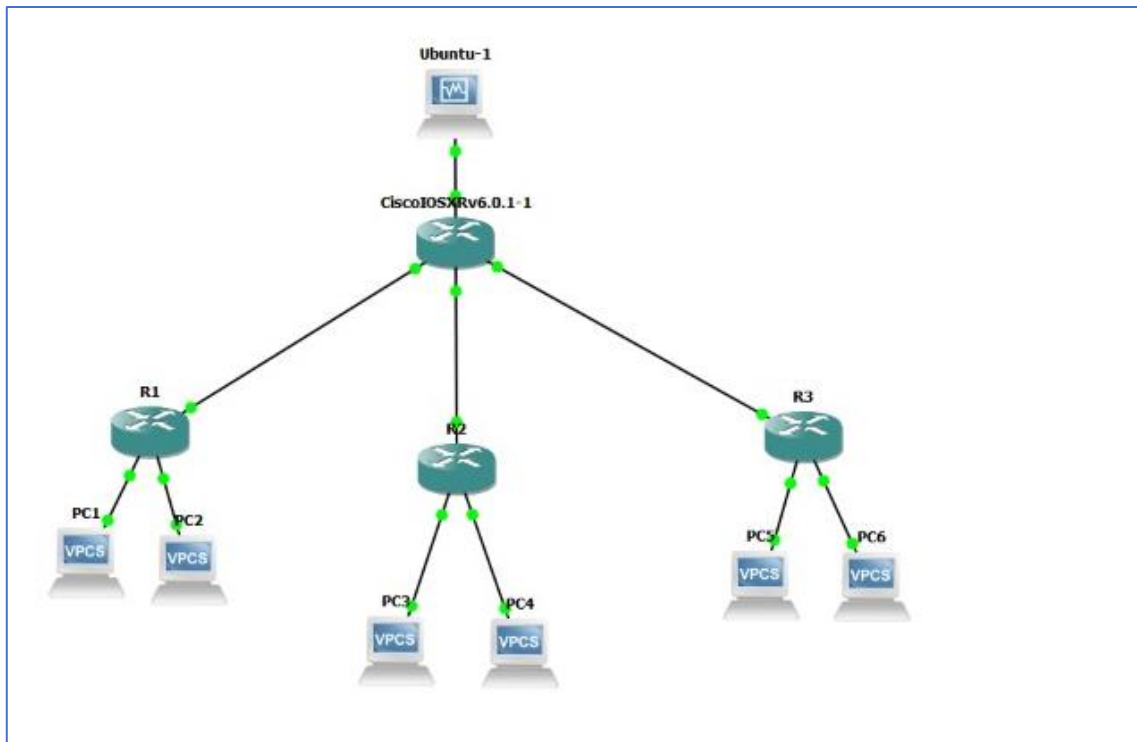 Ubuntu-1
CiscoIOSXRv6.0.1-1
R1
R2
R3
PC1
PC2
VPCS
VPCS
PC3
PC4
VPCS
VPCS
PC5
PC6
VPCS
VPCS